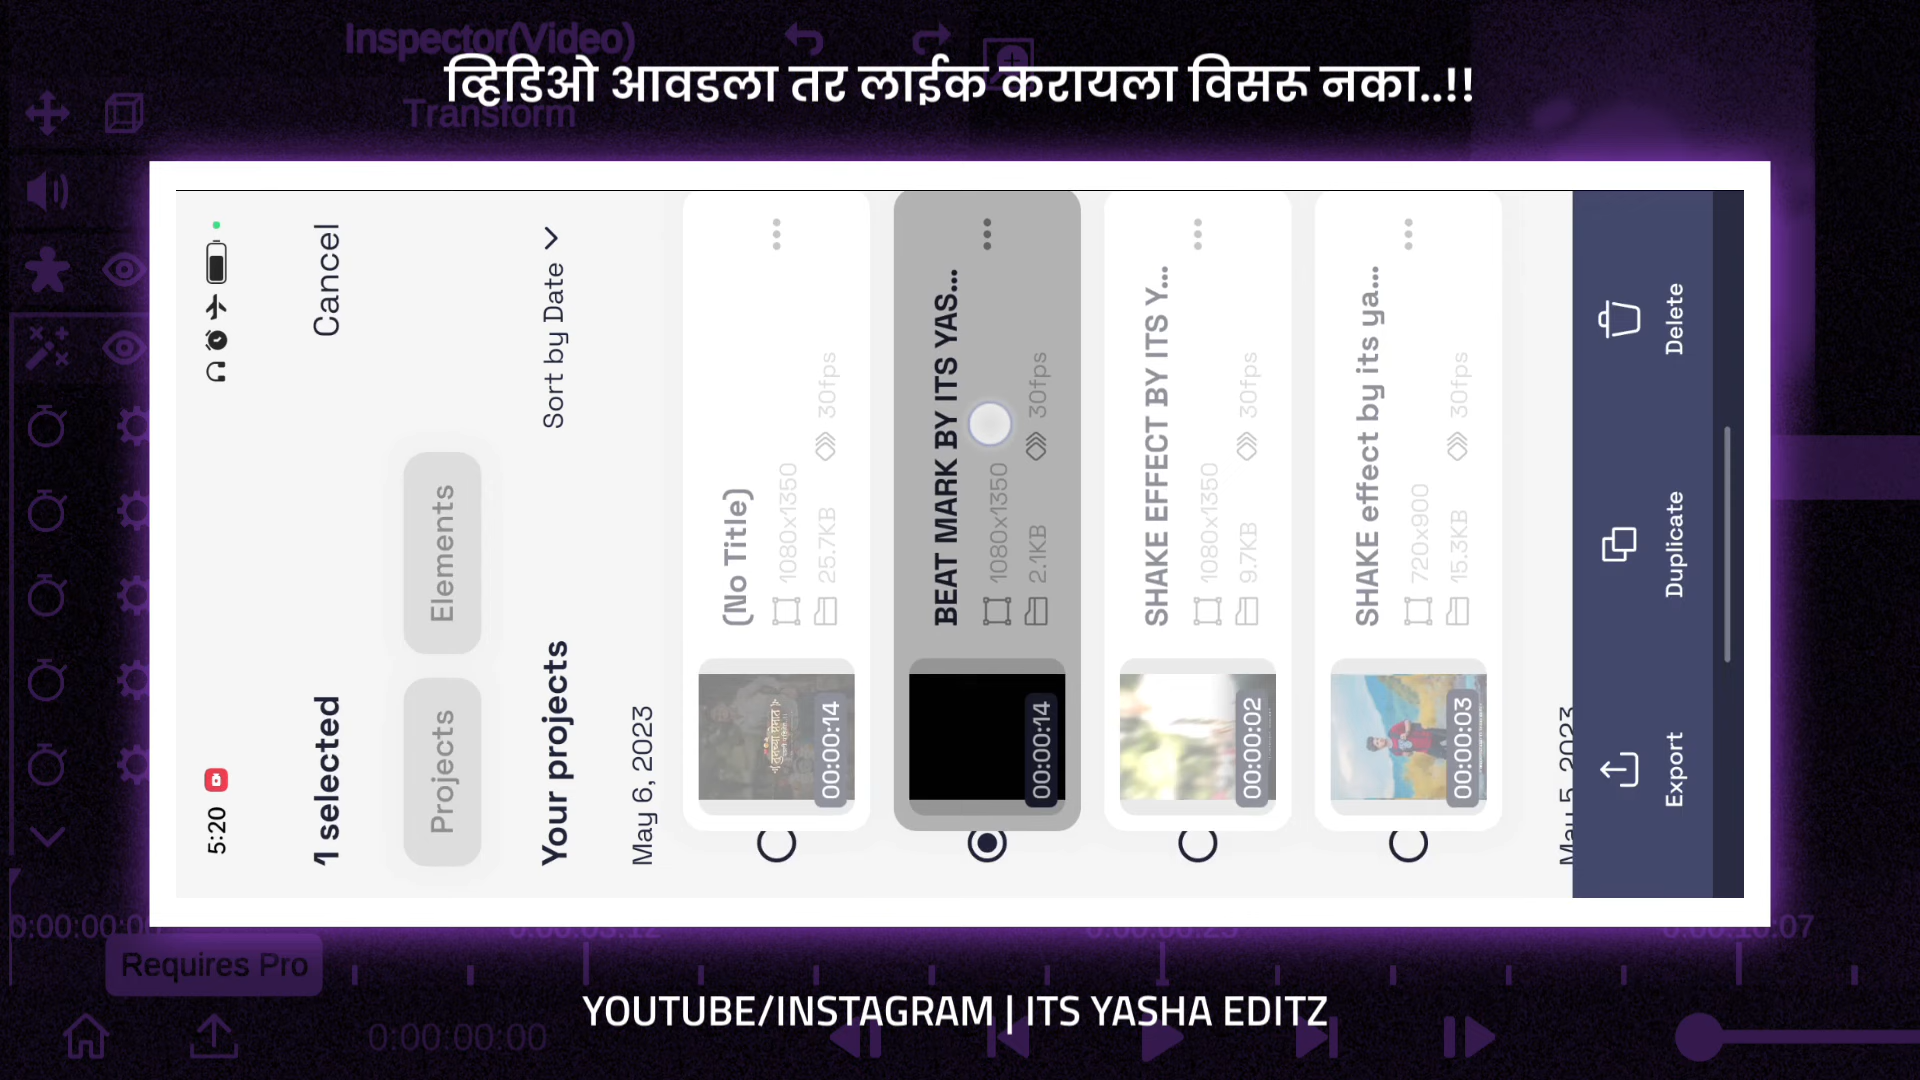 Inspector(Video)
व्हिडिओ आवडला तर लाईक करायला विसरू नका..!!
Transform
5:20
1 selected
Cancel
Projects
Elements
Your projects
Sort by Date
May 6, 2023
(No Title)
1080x1350
25.7KB
30fps
00:00:14
BEAT MARK BY ITS YAS...
1080x1350
2.1KB
30fps
00:00:14
SHAKE EFFECT BY ITS Y...
1080x1350
9.7KB
30fps
00:00:02
SHAKE effect by its ya...
720x900
15.3KB
30fps
00:00:03
May 5, 2023
Export
Duplicate
Delete
Requires Pro
YOUTUBE/INSTAGRAM | ITS YASHA EDITZ
0:00:00:00